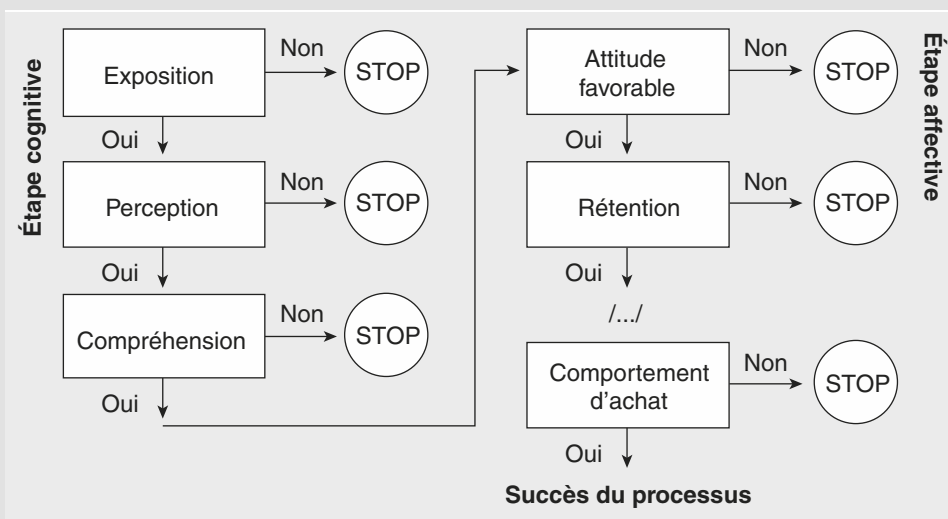 Étape cognitive
Exposition
Non
STOP
Oui
Perception
Non
STOP
Oui
Compréhension
Non
STOP
Oui
Étape affective
Attitude
favorable
Non
STOP
Oui
Rétention
Non
STOP
Oui
/.../
Comportement
d'achat
Non
STOP
Oui
Succès du processus